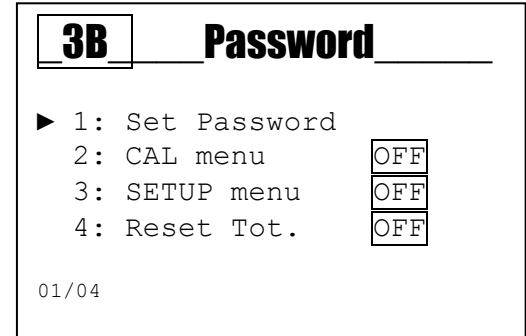 3B Password
► 1: Set Password
2: CAL menu OFF
3: SETUP menu OFF
4: Reset Tot. OFF
01/04